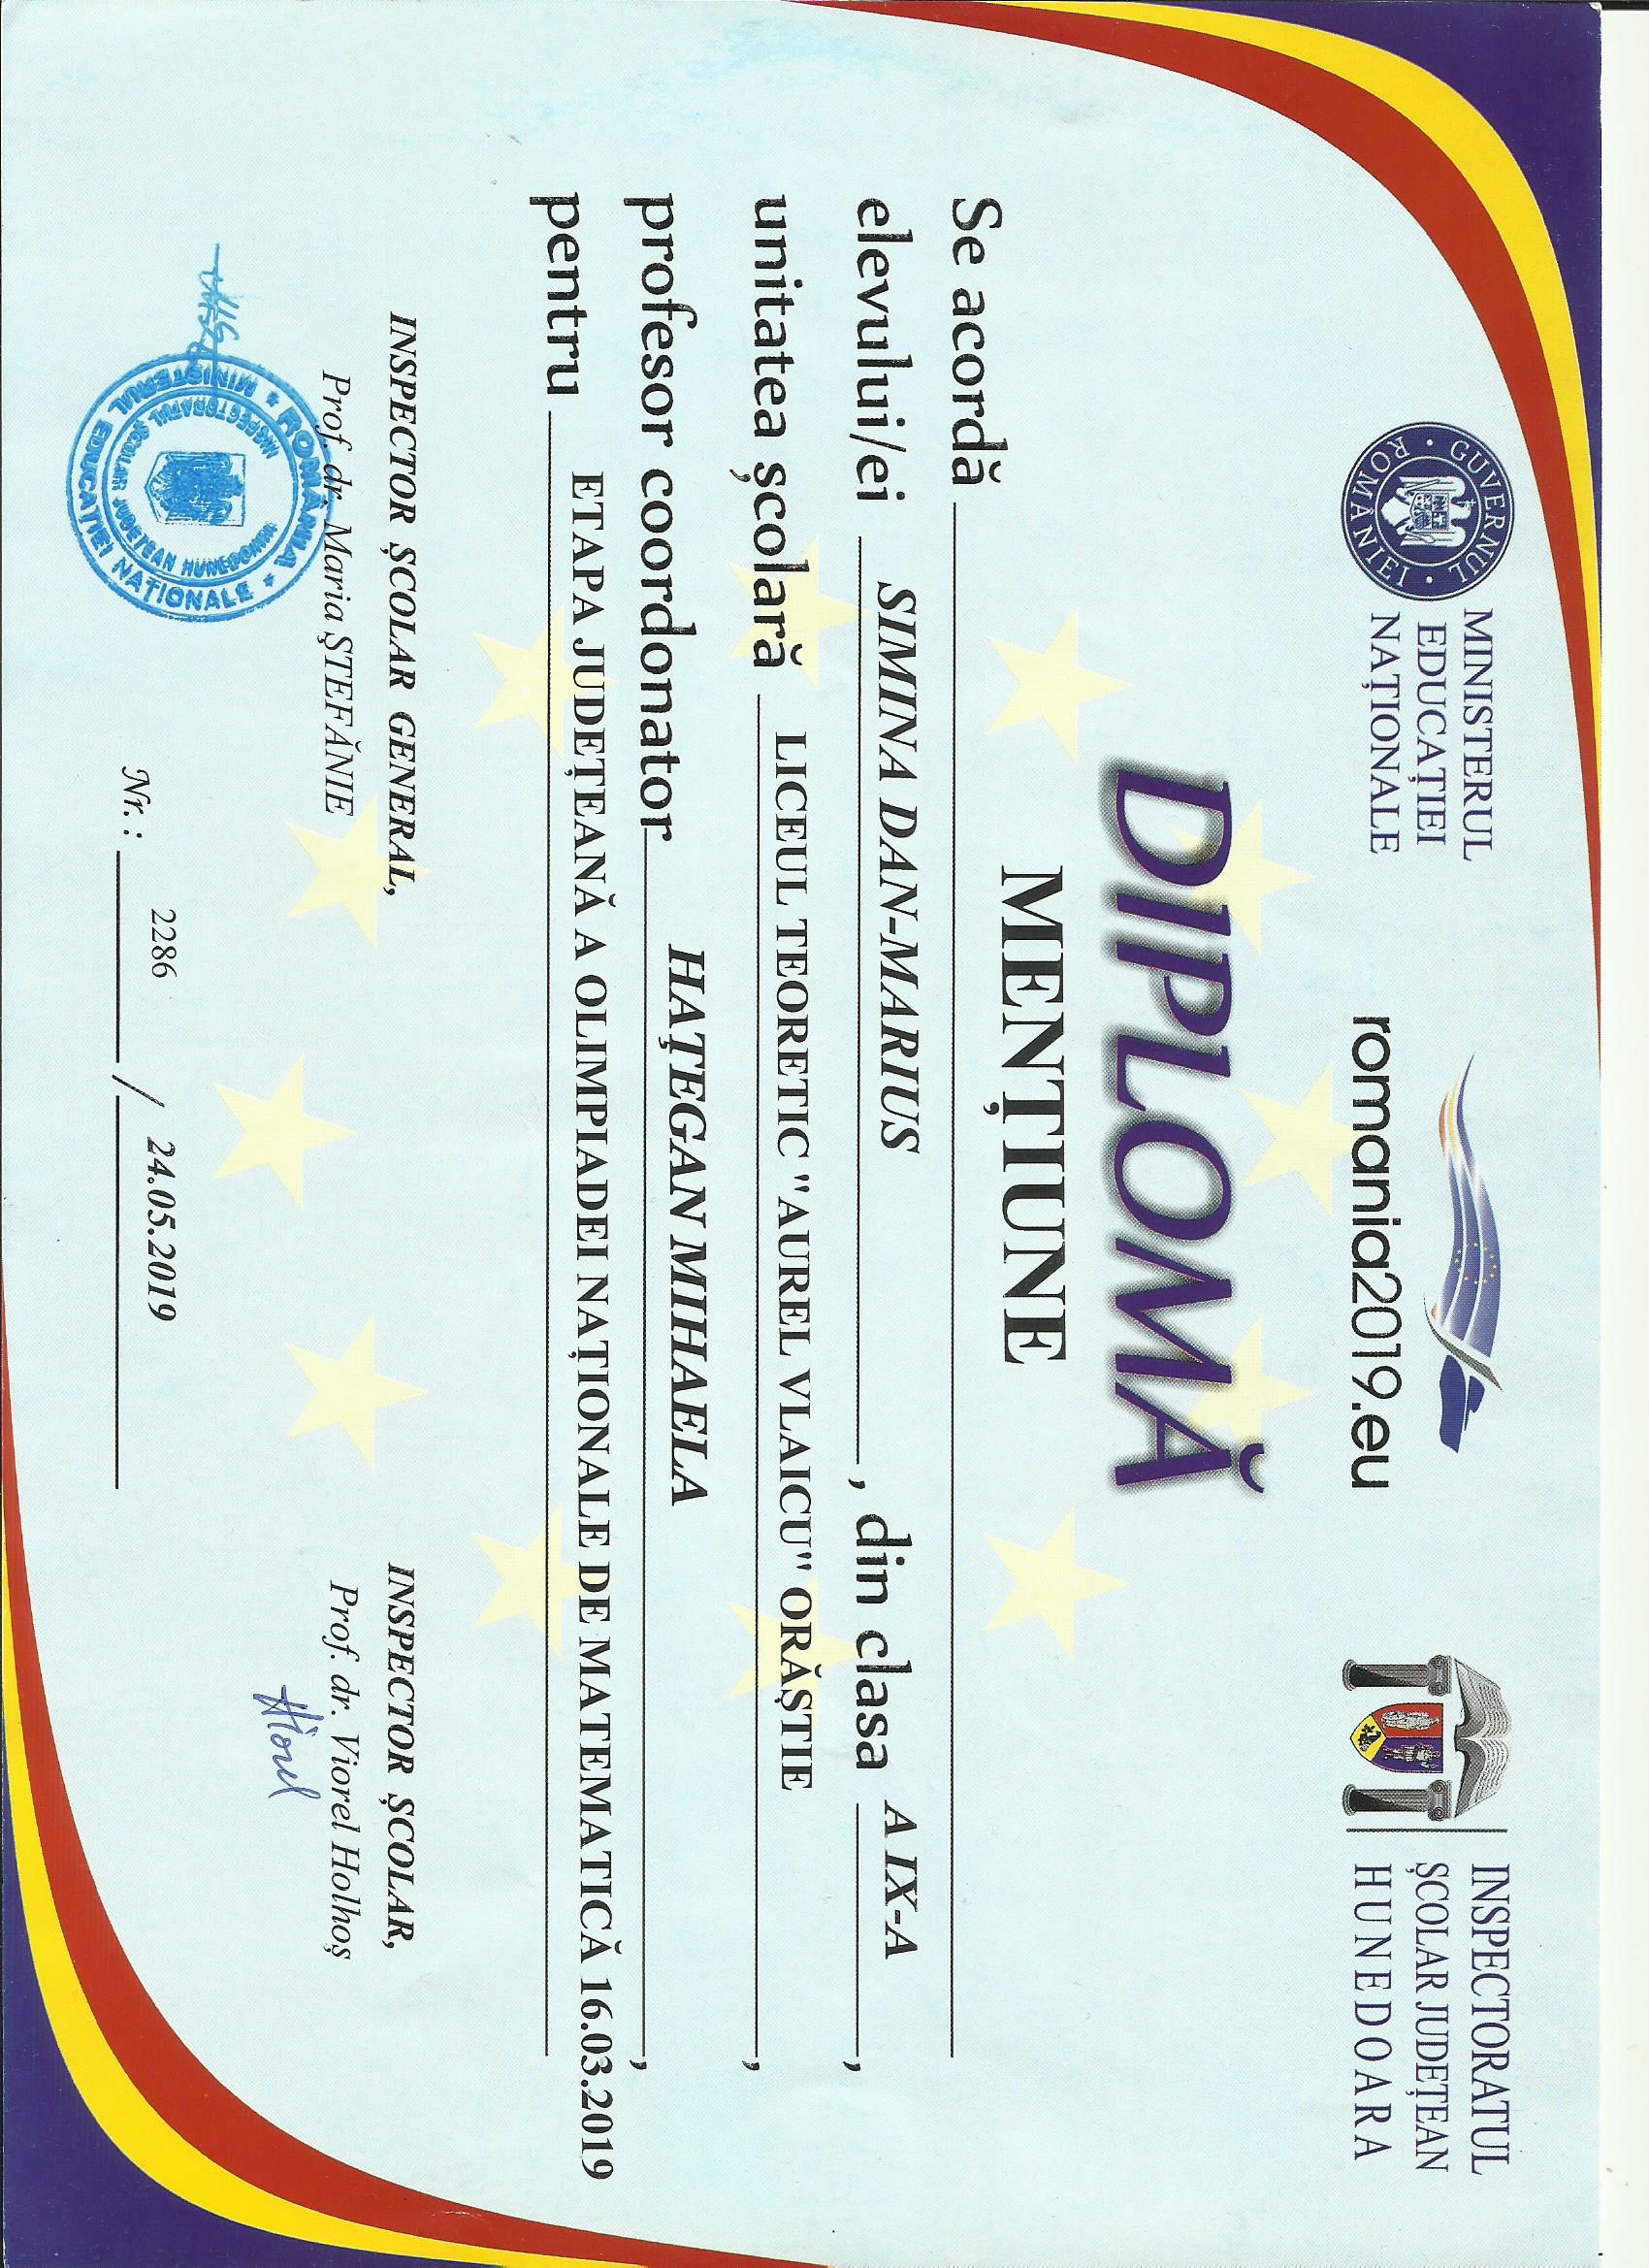 GUVERNUL ROMÂNIEI
MINISTERUL
EDUCAȚIEI
NAȚIONALE
romania2019.eu
INSPECTORATUL
ȘCOLAR JUDEȚEAN
HUNEDOARA
DIPLOMĂ
MENȚIUNE
Se acordă
elevului/ei SIMINA DAN-MARIUS, din clasa A IX-A,
unitatea școlară LICEUL TEORETIC "AUREL VLAICU" ORĂȘTIE,
profesor coordonator HAŢEGAN MIHAELA,
pentru ETAPA JUDEȚEANĂ A OLIMPIADEI NAȚIONALE DE MATEMATICĂ 16.03.2019
INSPECTOR ȘCOLAR GENERAL,
Prof. dr. Maria ŞTEFĂNIE
INSPECTOR ȘCOLAR,
Prof. dr. Viorel Holhoș
ROMÂNIA
MINISTERUL EDUCAȚIEI NAȚIONALE
INSPECTORATUL ȘCOLAR JUDEȚEAN HUNEDOARA
Nr. : 2286 / 24.05.2019